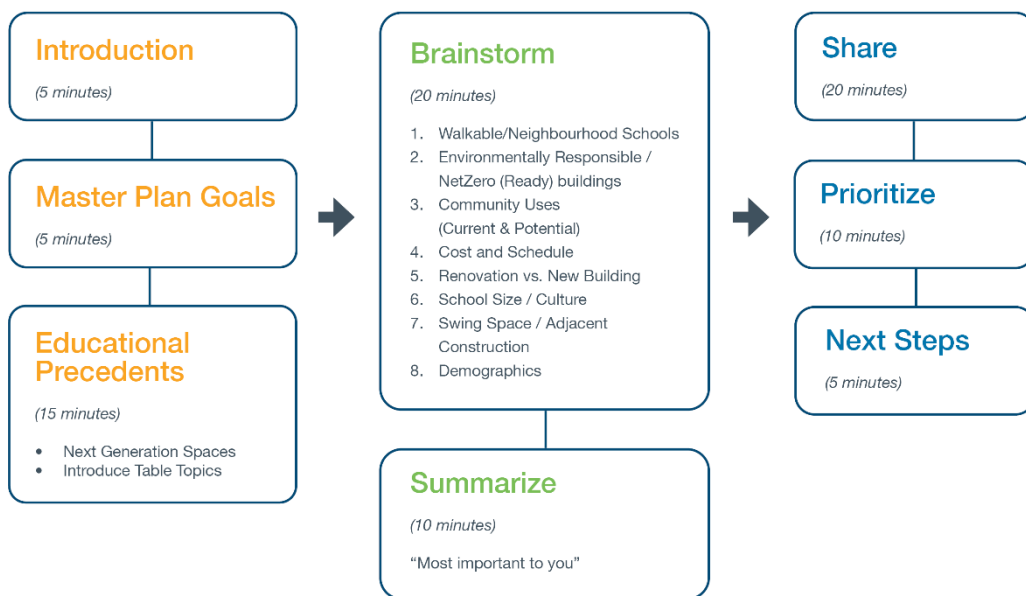 Introduction
(5 minutes)
Master Plan Goals
(5 minutes)
Educational
Precedents
(15 minutes)
• Next Generation Spaces
• Introduce Table Topics
Brainstorm
(20 minutes)
1. Walkable/Neighbourhood Schools
2. Environmentally Responsible /
NetZero (Ready) buildings
3. Community Uses
(Current & Potential)
4. Cost and Schedule
5. Renovation vs. New Building
6. School Size / Culture
7. Swing Space / Adjacent
Construction
8. Demographics
Summarize
(10 minutes)
“Most important to you”
Share
(20 minutes)
Prioritize
(10 minutes)
Next Steps
(5 minutes)